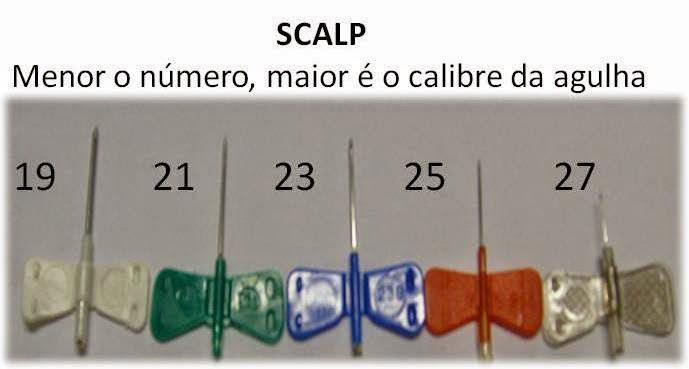 SCALP
Menor o número, maior é o calibre da agulha
19 21 23 25 27